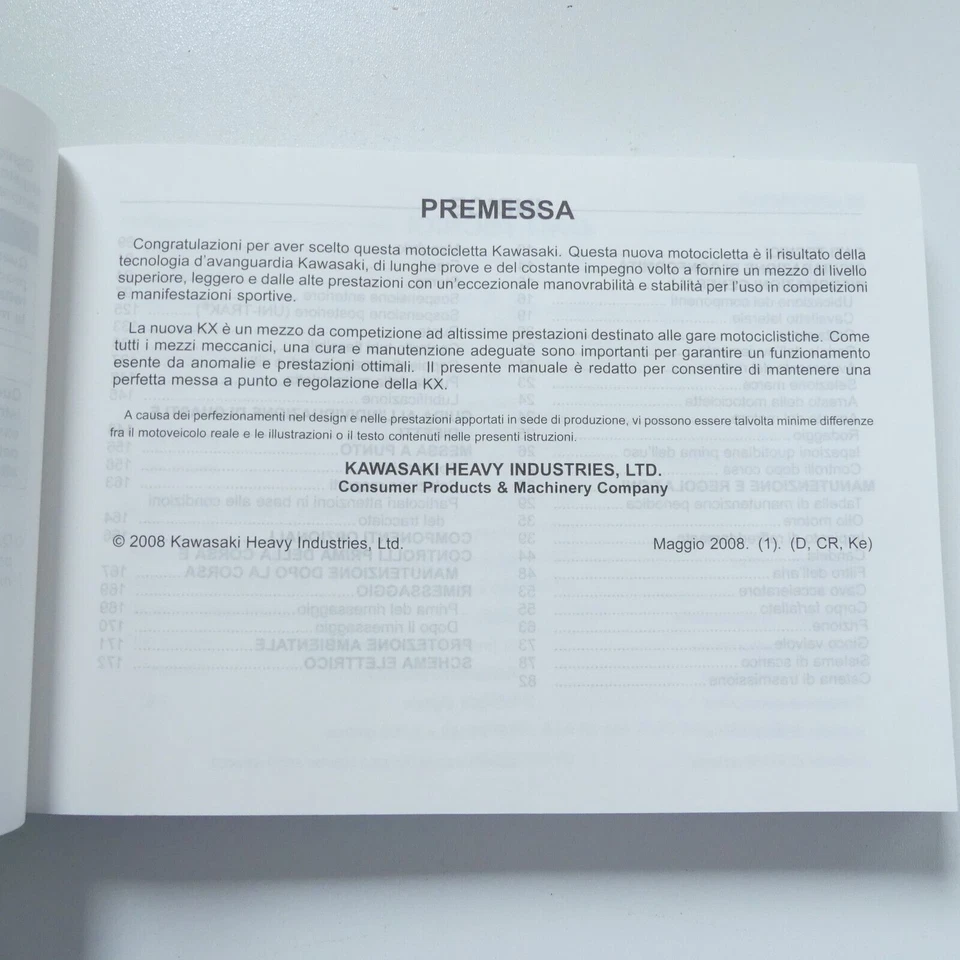 PREMESSA
Congratulazioni per aver scelto questa motocicletta Kawasaki. Questa nuova motocicletta è il risultato della
tecnologia d'avanguardia Kawasaki, di lunghe prove e del costante impegno volto a fornire un mezzo di livello
superiore, leggero e dalle alte prestazioni con un'eccezionale manovrabilità e stabilità per l'uso in competizioni
e manifestazioni sportive.
La nuova KX è un mezzo da competizione ad altissime prestazioni destinato alle gare motociclistiche. Come
tutti i mezzi meccanici, una cura e manutenzione adeguate sono importanti per garantire un funzionamento
esente da anomalie e prestazioni ottimali. Il presente manuale è redatto per consentire di mantenere una
perfetta messa a punto e regolazione della KX.
A causa dei perfezionamenti nel design e nelle prestazioni apportati in sede di produzione, vi possono essere talvolta minime differenze
fra il motoveicolo reale e le illustrazioni o il testo contenuti nelle presenti istruzioni.
KAWASAKI HEAVY INDUSTRIES, LTD.
Consumer Products & Machinery Company
© 2008 Kawasaki Heavy Industries, Ltd. Maggio 2008. (1). (D, CR, Ke)